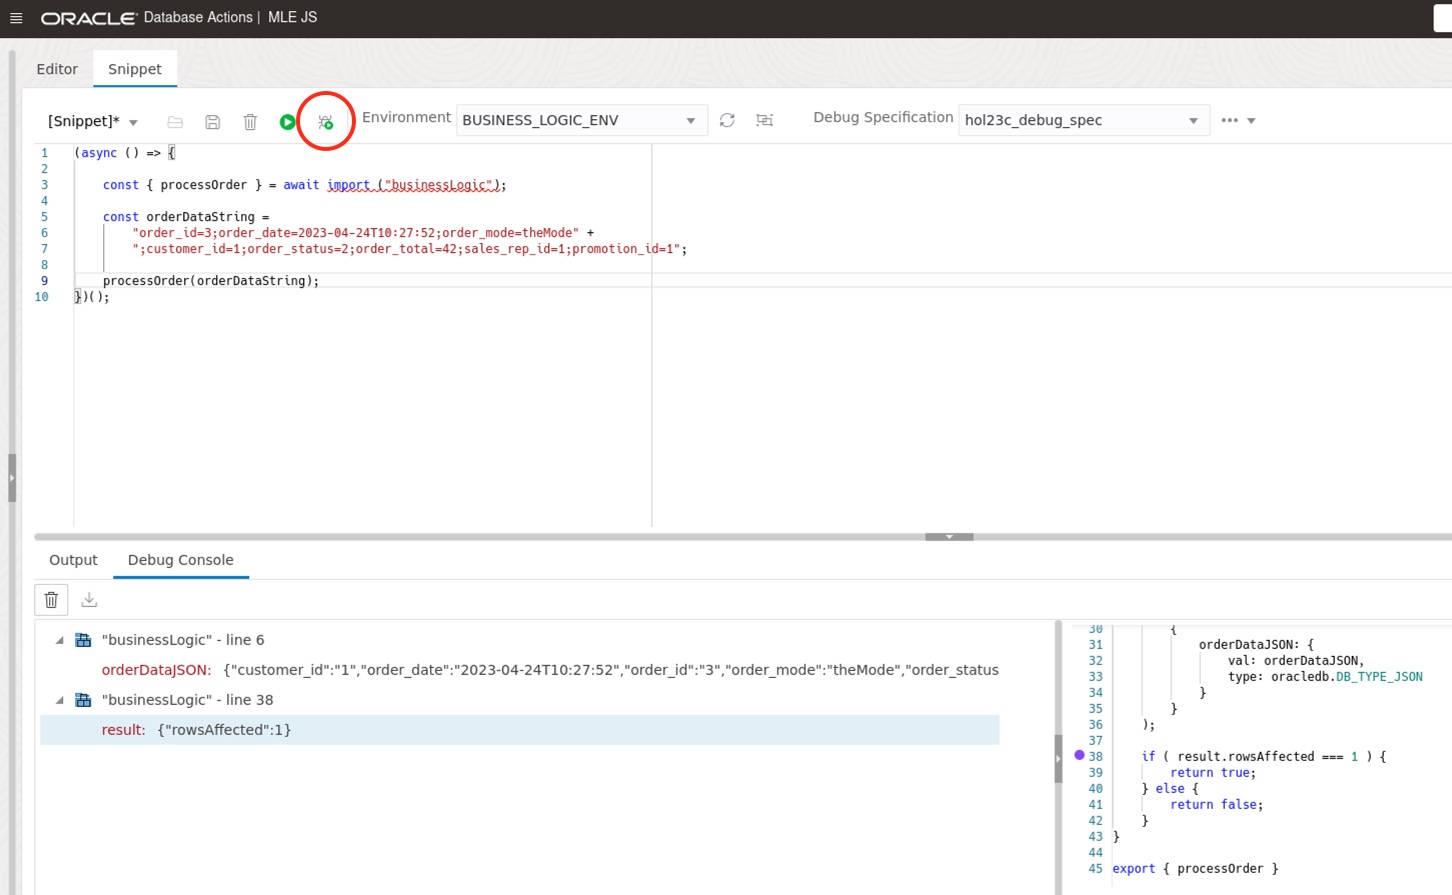 ORACLE Database Actions | MLE JS
Editor Snippet
[Snippet]* Environment BUSINESS_LOGIC_ENV Debug Specification hol23c_debug_spec
1 (async () => {
2
3 const { processOrder } = await import ("businessLogic");
4
5 const orderDataString =
6 "order_id=3;order_date=2023-04-24T10:27:52;order_mode=theMode" +
7 ";customer_id=1;order_status=2;order_total=42;sales_rep_id=1;promotion_id=1";
8
9 processOrder(orderDataString);
10 })();
Output Debug Console
"businessLogic" - line 6
orderDataJSON: {"customer_id":"1","order_date":"2023-04-24T10:27:52","order_id":"3","order_mode":"theMode","order_status
"businessLogic" - line 38
result: {"rowsAffected":1}
30 {
31 orderDataJSON: {
32 val: orderDataJSON,
33 type: oracledb.DB_TYPE_JSON
34 }
35 }
36 );
37
38 if ( result.rowsAffected === 1 ) {
39 return true;
40 } else {
41 return false;
42 }
43 }
44
45 export { processOrder }